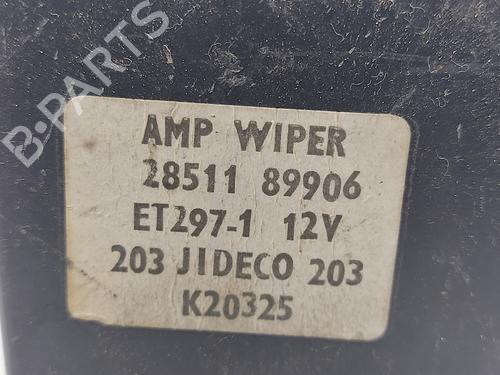 B-PARTS
AMP WIPER
28511 89906
ET297-1 12V
203 JIDECO 203
K20325